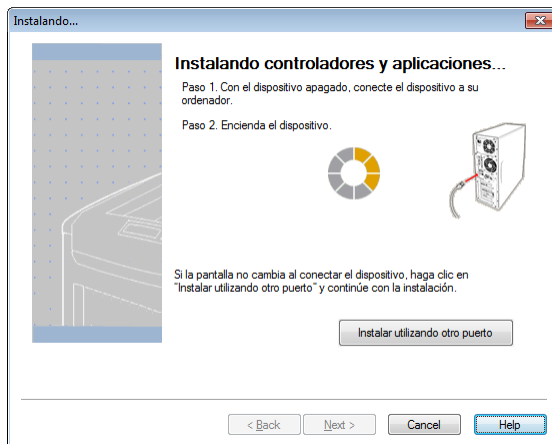 Instalando...
Instalando controladores y aplicaciones...
Paso 1. Con el dispositivo apagado, conecte el dispositivo a su
ordenador.
Paso 2. Encienda el dispositivo.
Si la pantalla no cambia al conectar el dispositivo, haga clic en
"Instalar utilizando otro puerto" y continúe con la instalación.
Instalar utilizando otro puerto
< Back Next > Cancel Help